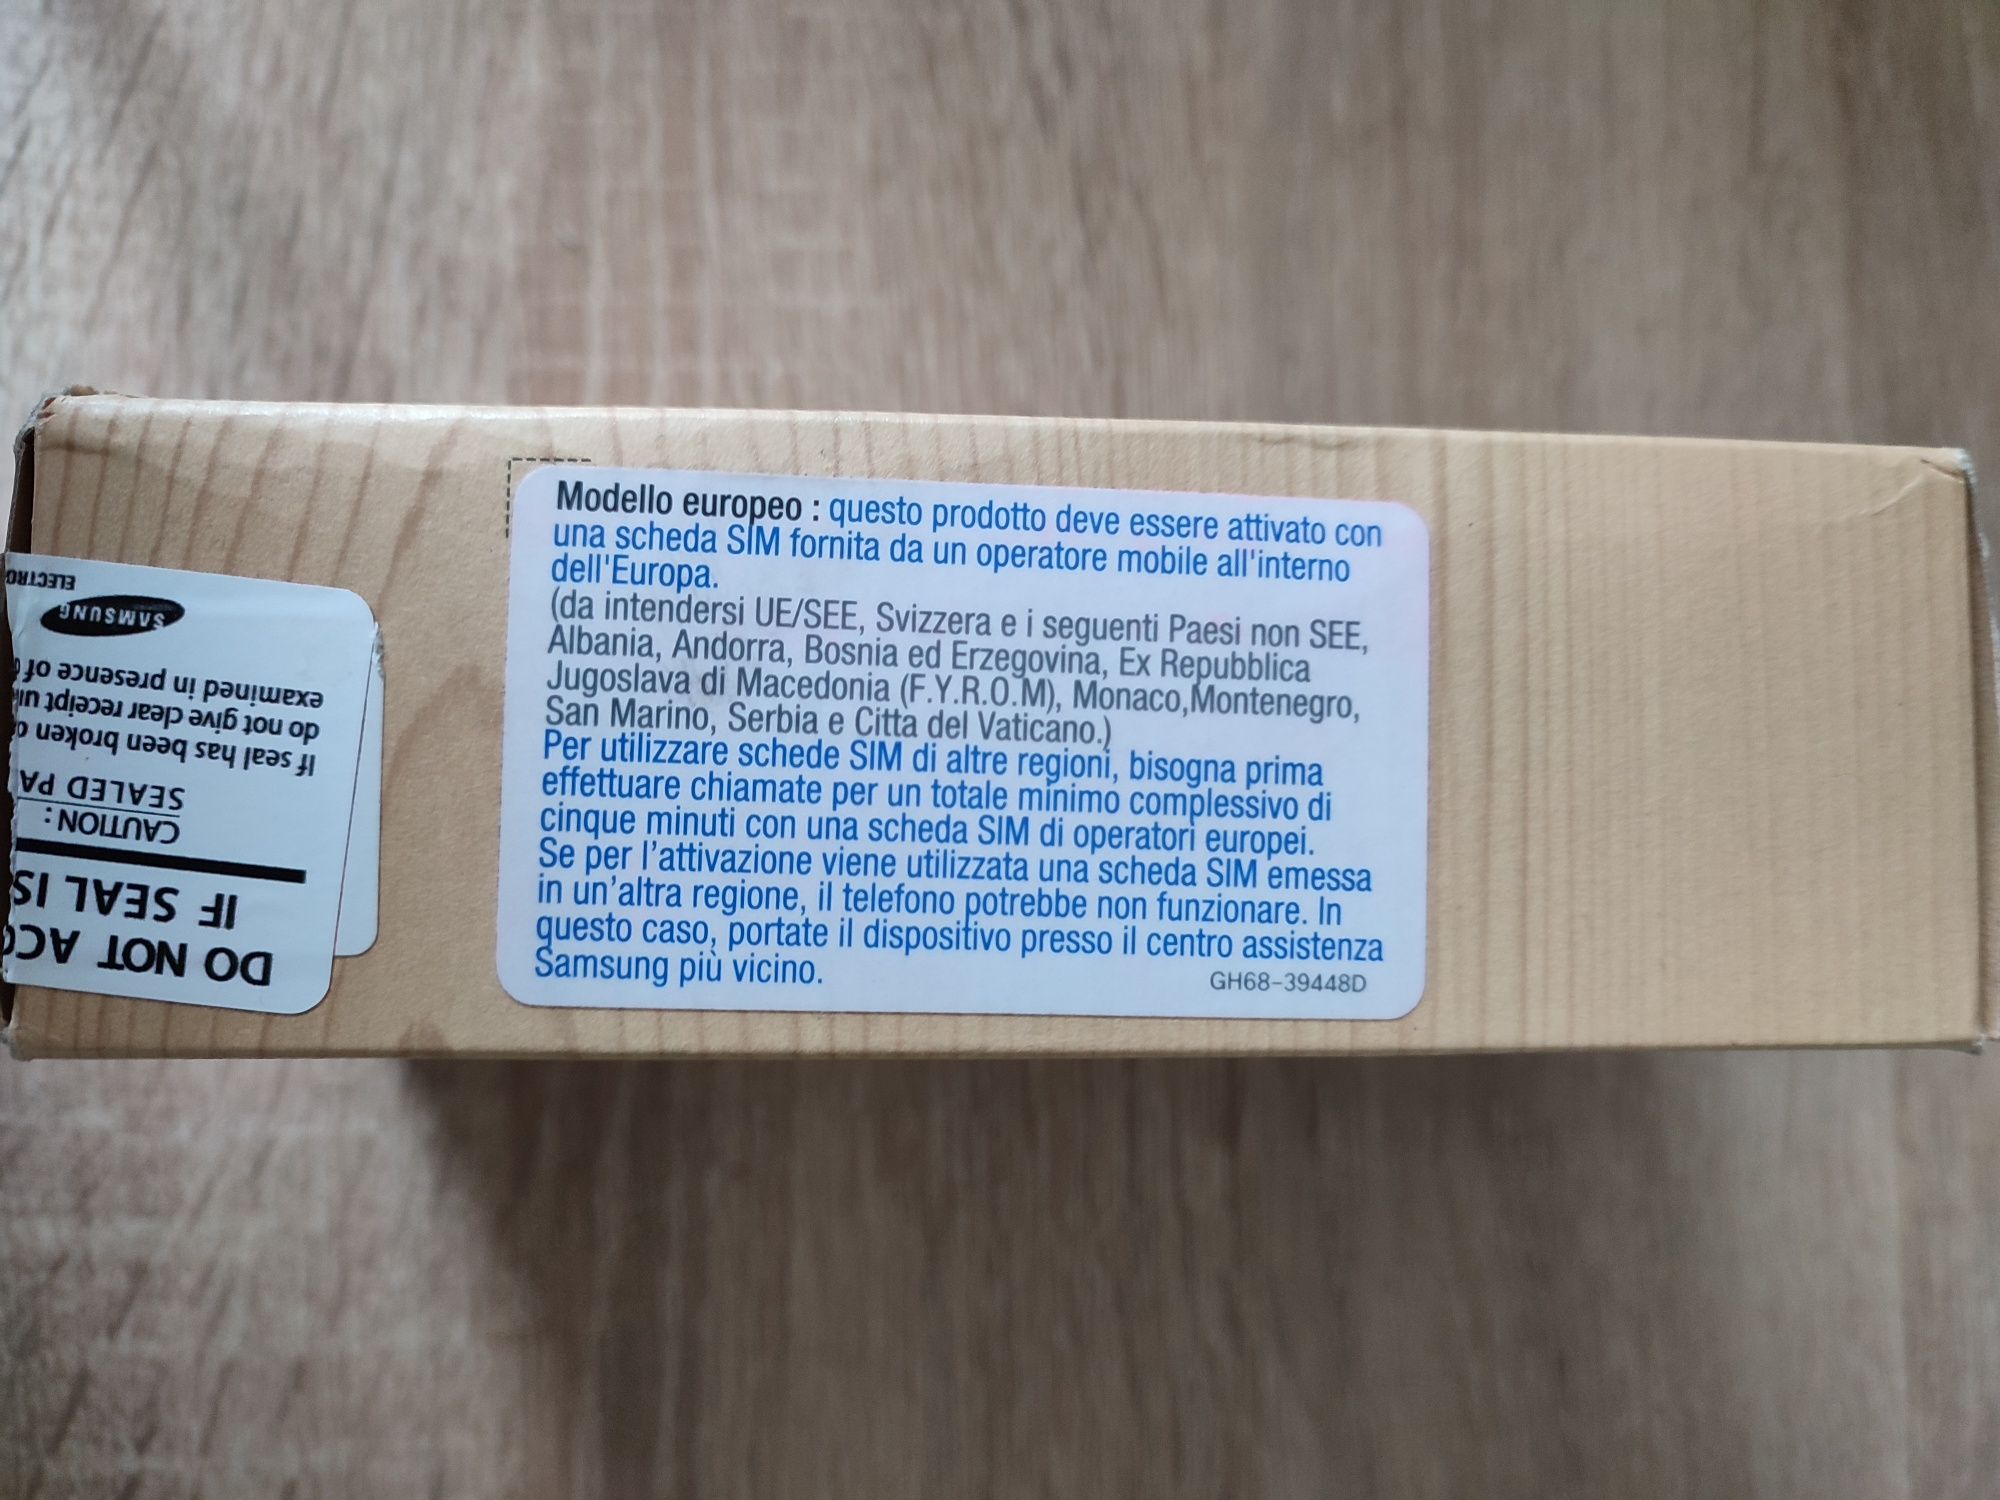 Modello europeo : questo prodotto deve essere attivato con
una scheda SIM fornita da un operatore mobile all'interno
dell'Europa.
(da intendersi UE/SEE, Svizzera e i seguenti Paesi non SEE,
Albania, Andorra, Bosnia ed Erzegovina, Ex Repubblica
Jugoslava di Macedonia (F.Y.R.O.M), Monaco,Montenegro,
San Marino, Serbia e Citta del Vaticano.)
Per utilizzare schede SIM di altre regioni, bisogna prima
effettuare chiamate per un totale minimo complessivo di
cinque minuti con una scheda SIM di operatori europei.
Se per l'attivazione viene utilizzata una scheda SIM emessa
in un'altra regione, il telefono potrebbe non funzionare. In
questo caso, portate il dispositivo presso il centro assistenza
Samsung più vicino.
GH68-39448D
DO NOT
IF SEAL IS
CAUTION:
SEALED
If seal has been broken
do not give clear receipt
examined in presence of
SAMSUNG